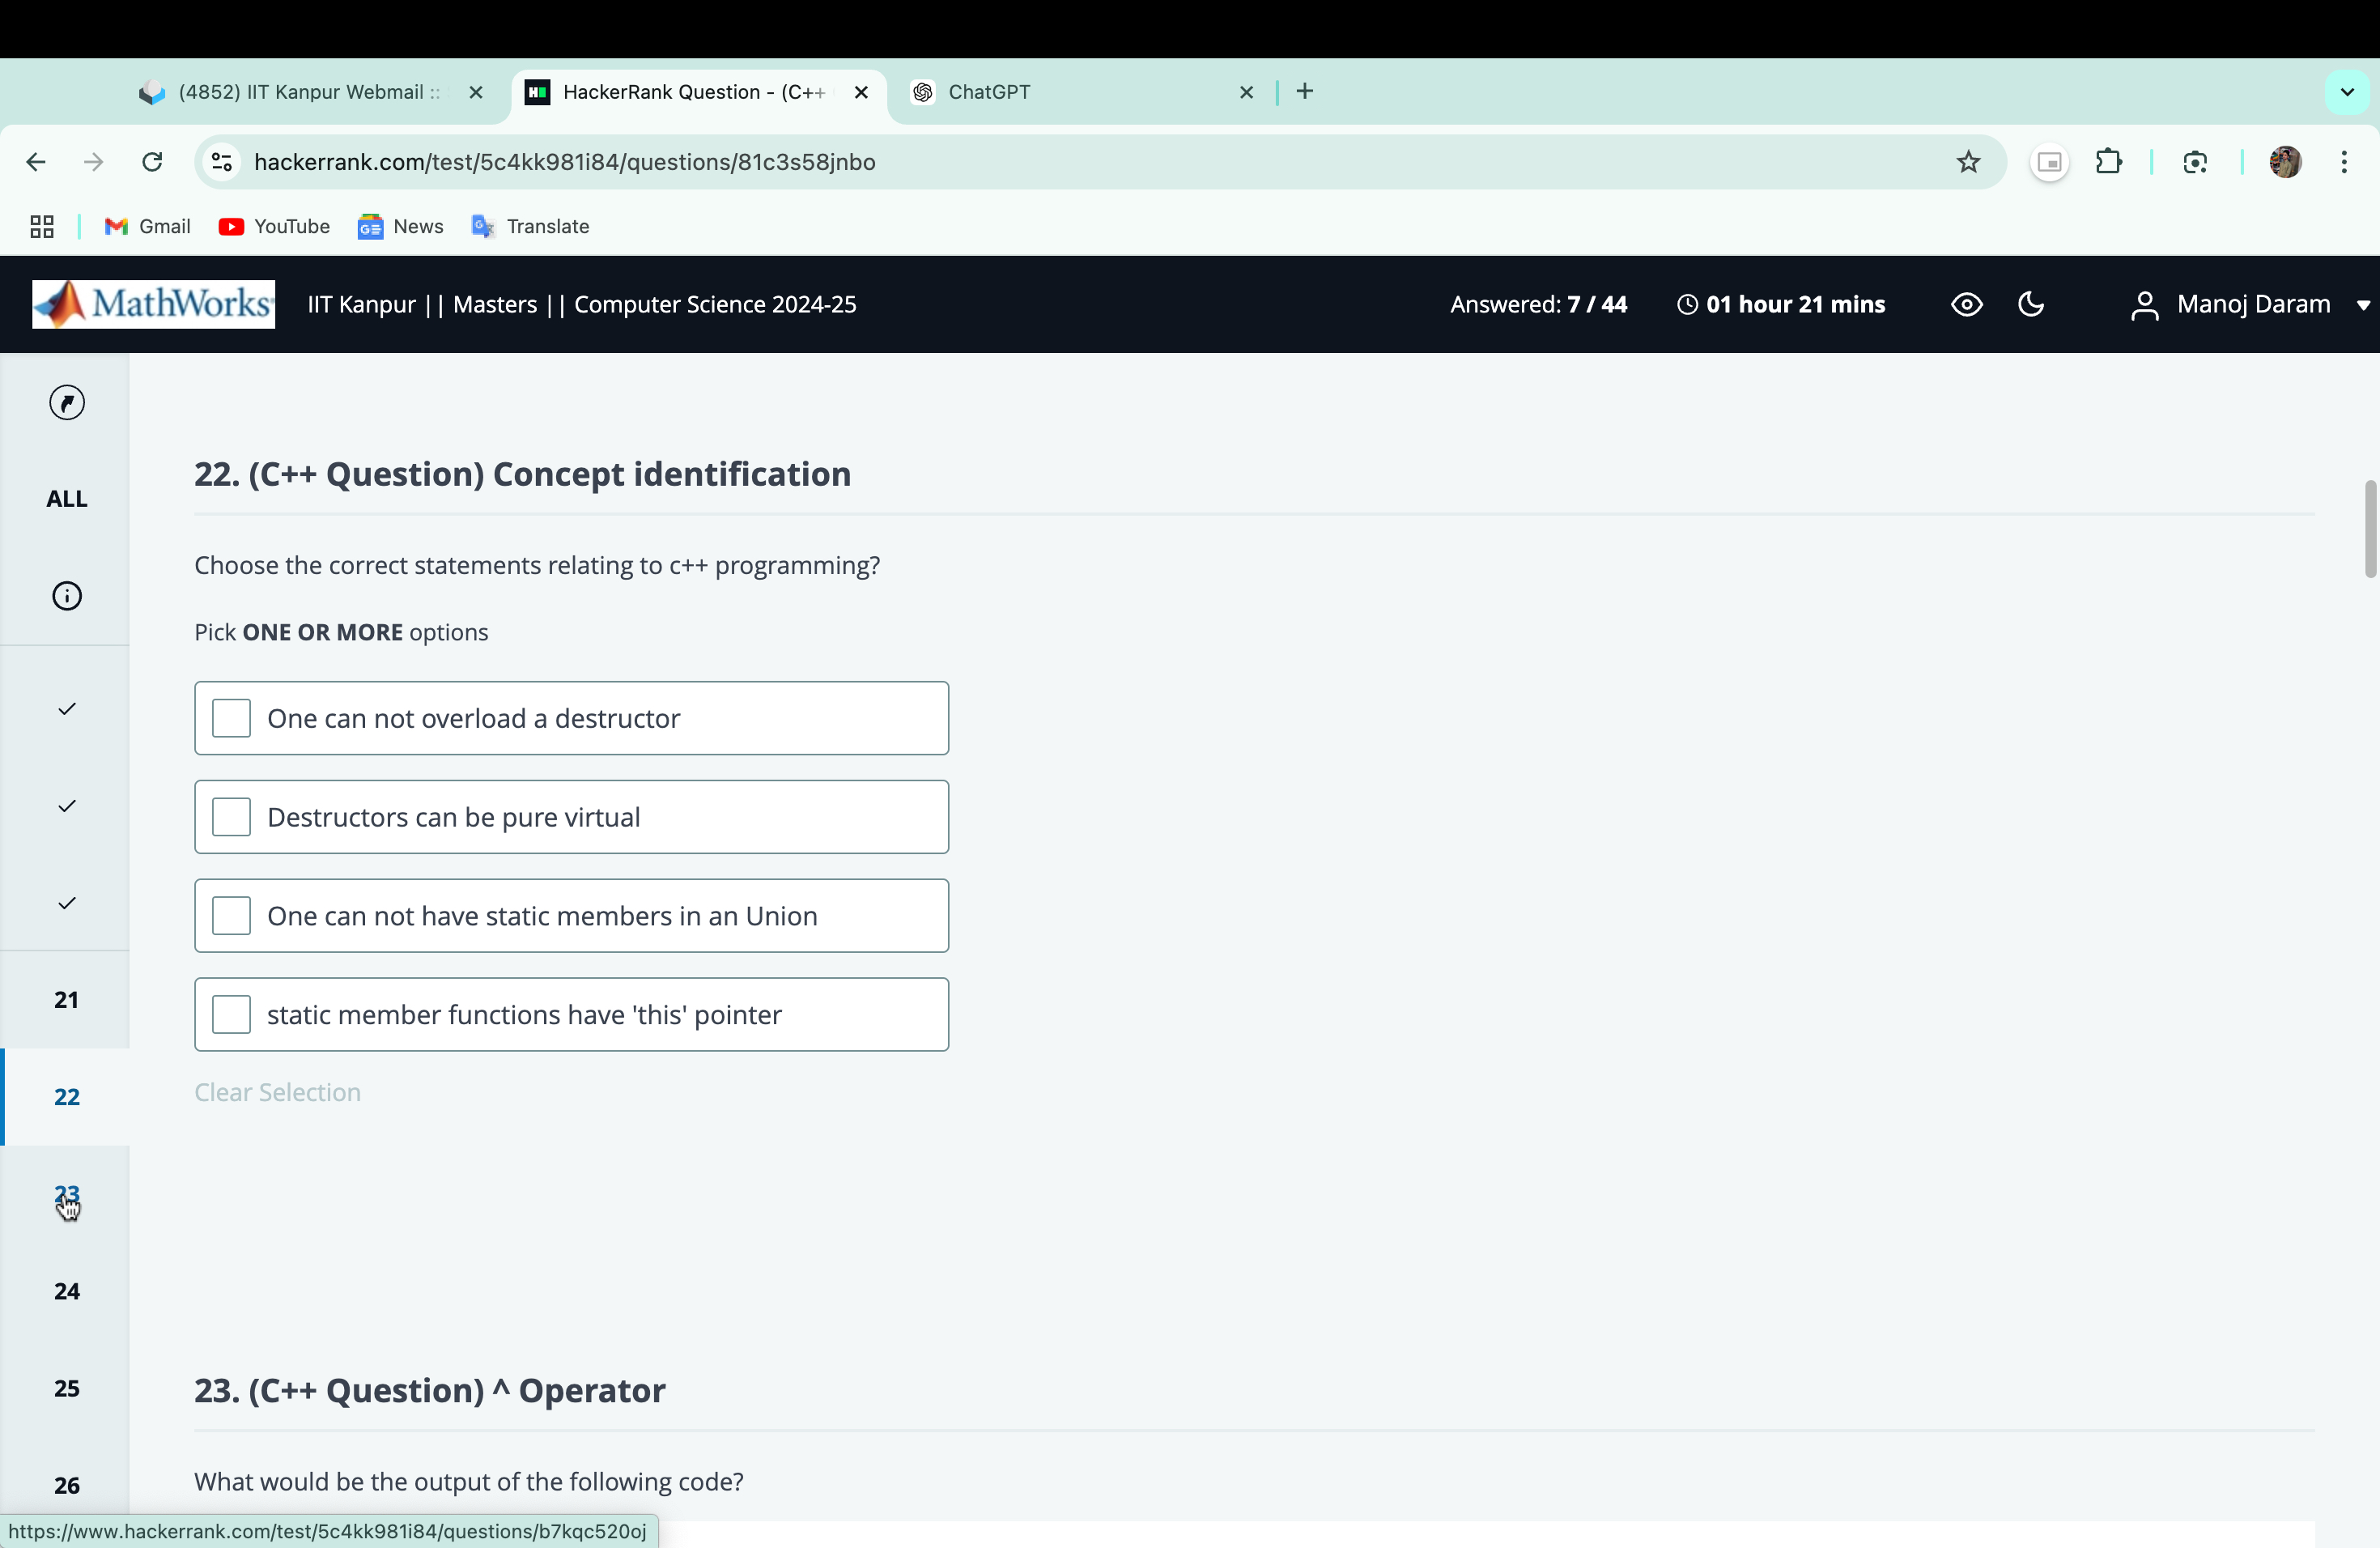 (4852) IIT Kanpur Webmail ::
HackerRank Question - (C++
ChatGPT
hackerrank.com/test/5c4kk981i84/questions/81c3s58jnbo
Gmail
YouTube
News
Translate
MathWorks
IIT Kanpur || Masters || Computer Science 2024-25
Answered: 7 / 44
01 hour 21 mins
Manoj Daram
ALL
21
22
23
24
25
26
22. (C++ Question) Concept identification
Choose the correct statements relating to c++ programming?
Pick ONE OR MORE options
One can not overload a destructor
Destructors can be pure virtual
One can not have static members in an Union
static member functions have 'this' pointer
Clear Selection
23. (C++ Question) ^ Operator
What would be the output of the following code?
https://www.hackerrank.com/test/5c4kk981i84/questions/b7kqc520oj